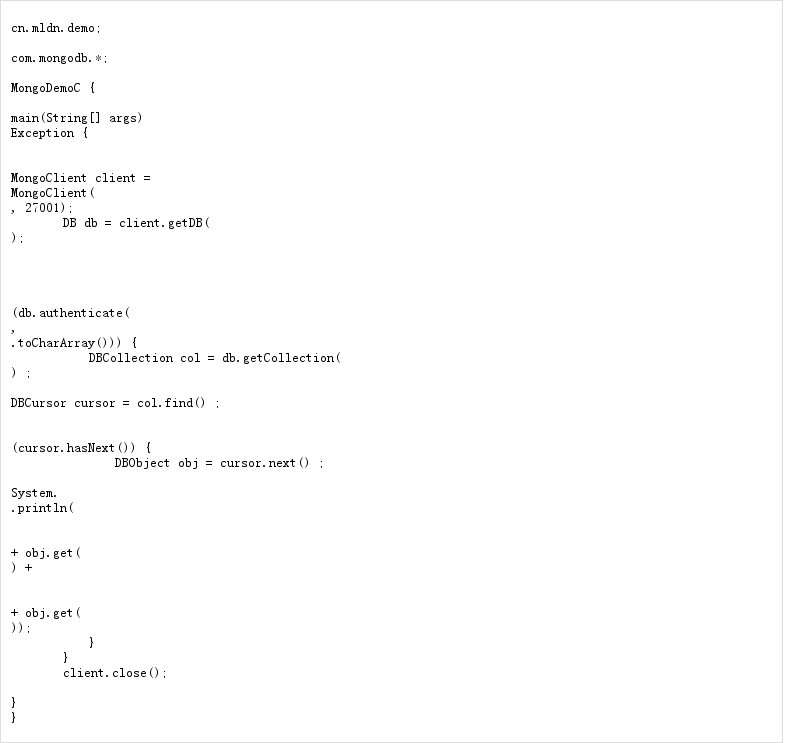 cn.mldn.demo;
com.mongodb.*;
MongoDemoC {
main(String[] args)
Exception {
MongoClient client =
MongoClient(
, 27001);
DB db = client.getDB(
);
(db.authenticate(
,
.toCharArray())) {
DBCollection col = db.getCollection(
) ;
DBCursor cursor = col.find() ;
(cursor.hasNext()) {
DBObject obj = cursor.next() ;
System.
.println(
+ obj.get(
) +
+ obj.get(
));
}
}
client.close();
}
}